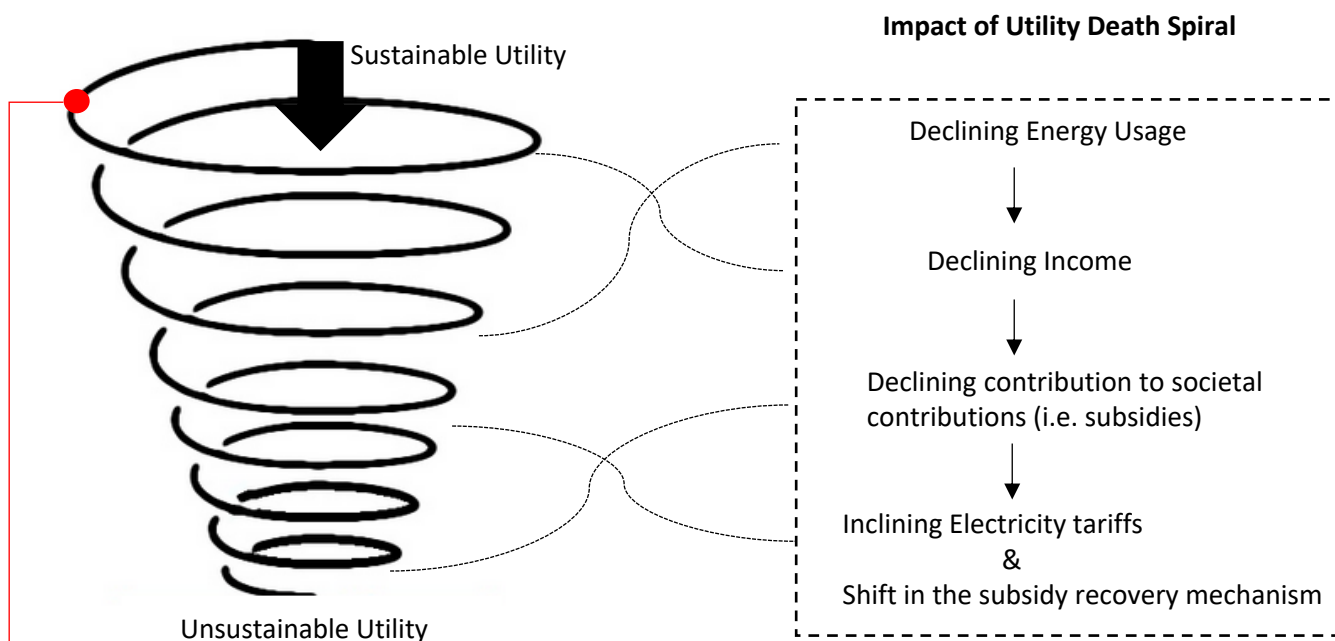 Impact of Utility Death Spiral
Sustainable Utility
Declining Energy Usage
Declining Income
Declining contribution to societal
contributions (i.e. subsidies)
Inclining Electricity tariffs
&
Shift in the subsidy recovery mechanism
Unsustainable Utility